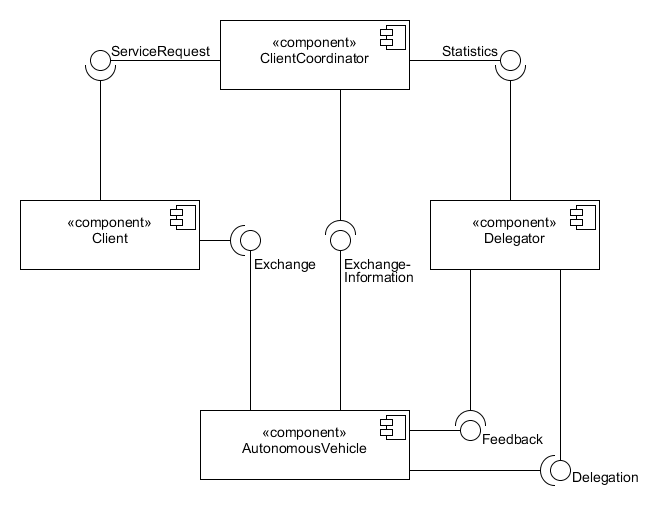 «component»
ClientCoordinator
ServiceRequest
Statistics
«component»
Client
«component»
Delegator
Exchange
Exchange-
Information
«component»
AutonomousVehicle
Feedback
Delegation